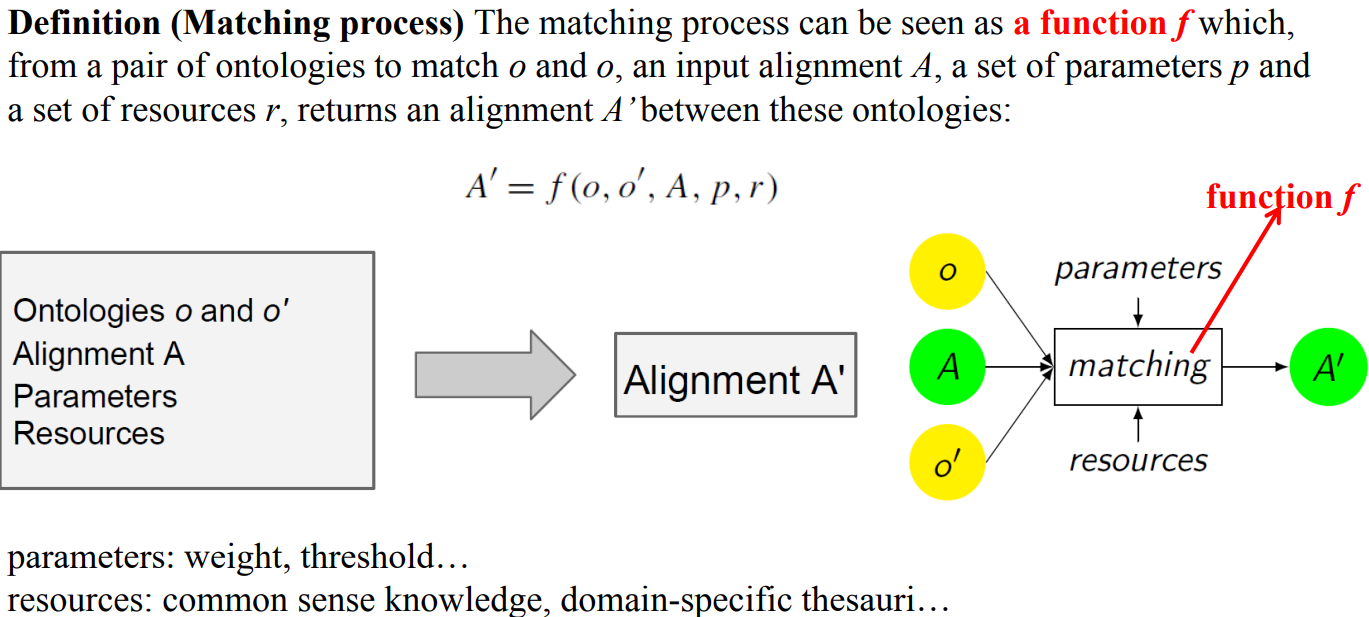 Definition (Matching process) The matching process can be seen as a function f which,
from a pair of ontologies to match o and o, an input alignment A, a set of parameters p and
a set of resources r, returns an alignment A’ between these ontologies:
A′ = f(o, o′, A, p, r)
function f
Ontologies o and o′
Alignment A
Parameters
Resources
Alignment A'
o
A
o′
parameters
matching
resources
A′
parameters: weight, threshold…
resources: common sense knowledge, domain-specific thesauri…